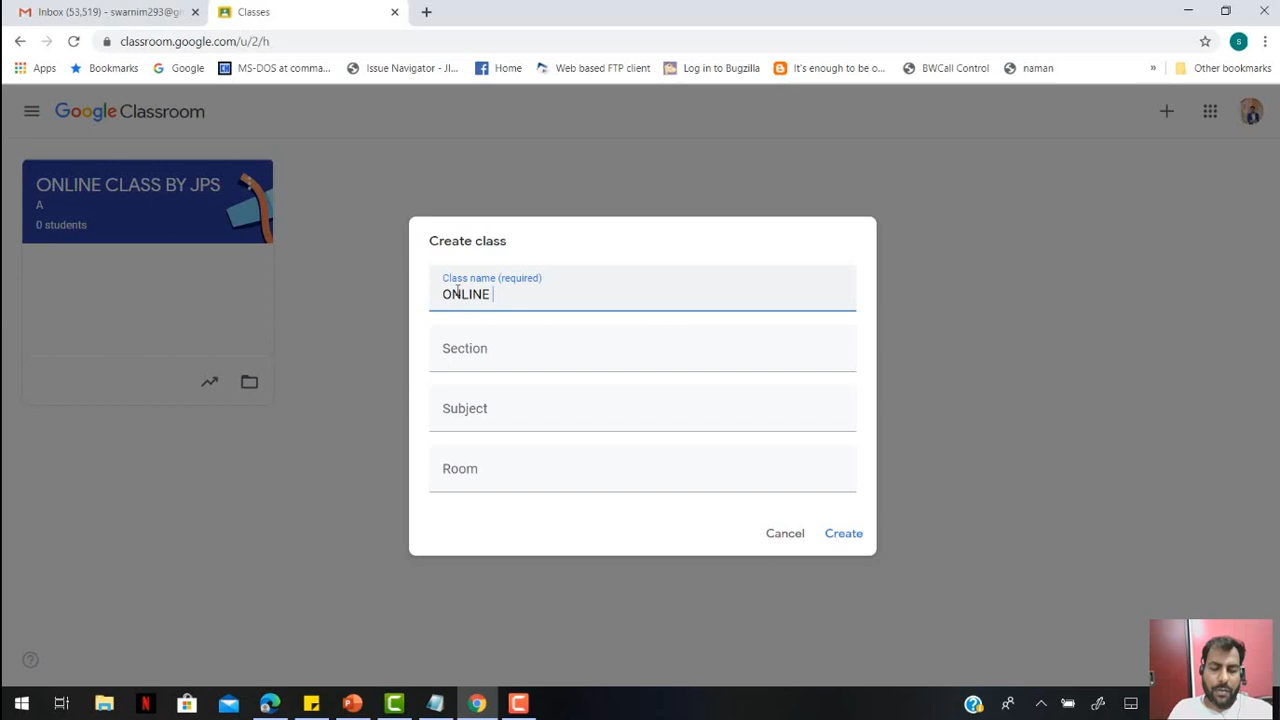 Inbox (53,519) - swarnim293@g
Classes
classroom.google.com/u/2/h
S
Apps
Bookmarks
Google
MS-DOS at comma...
Issue Navigator - JI...
Home
Web based FTP client
Log in to Bugzilla
It's enough to be o...
BWCall Control
naman
»
Other bookmarks
Google Classroom
ONLINE CLASS BY JPS
A
0 students
Create class
Class name (required)
ONLINE
Section
Subject
Room
Cancel
Create